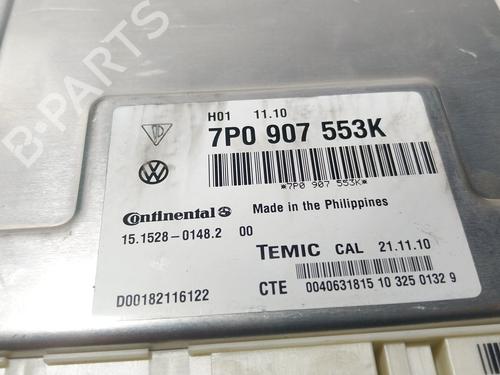 B-PARTS
H01 11.10
7P0 907 553K
*7P0 907 553K*
Continental
Made in the Philippines
15.1528-0148.2 00
TEMIC CAL 21.11.10
D00182116122
CTE 0040631815 10 325 0132 9